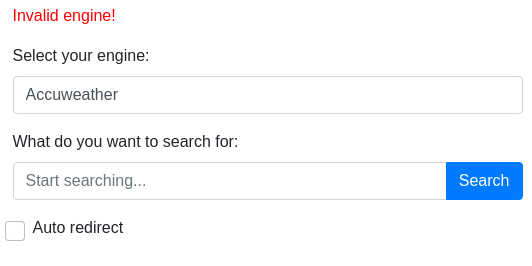 Invalid engine!
Select your engine:
Accuweather
What do you want to search for:
Start searching... Search
Auto redirect